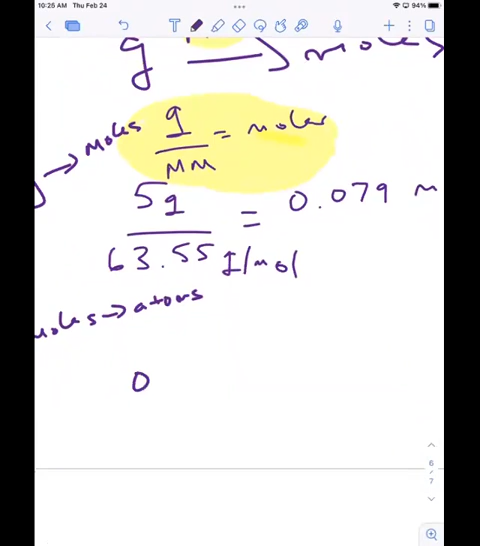 10:25 AM Thu Feb 24
94%
T
g → moles
→ moles g/MM = moles
5g/63.55 g/mol = 0.079 m
moles → atoms
0
6
7